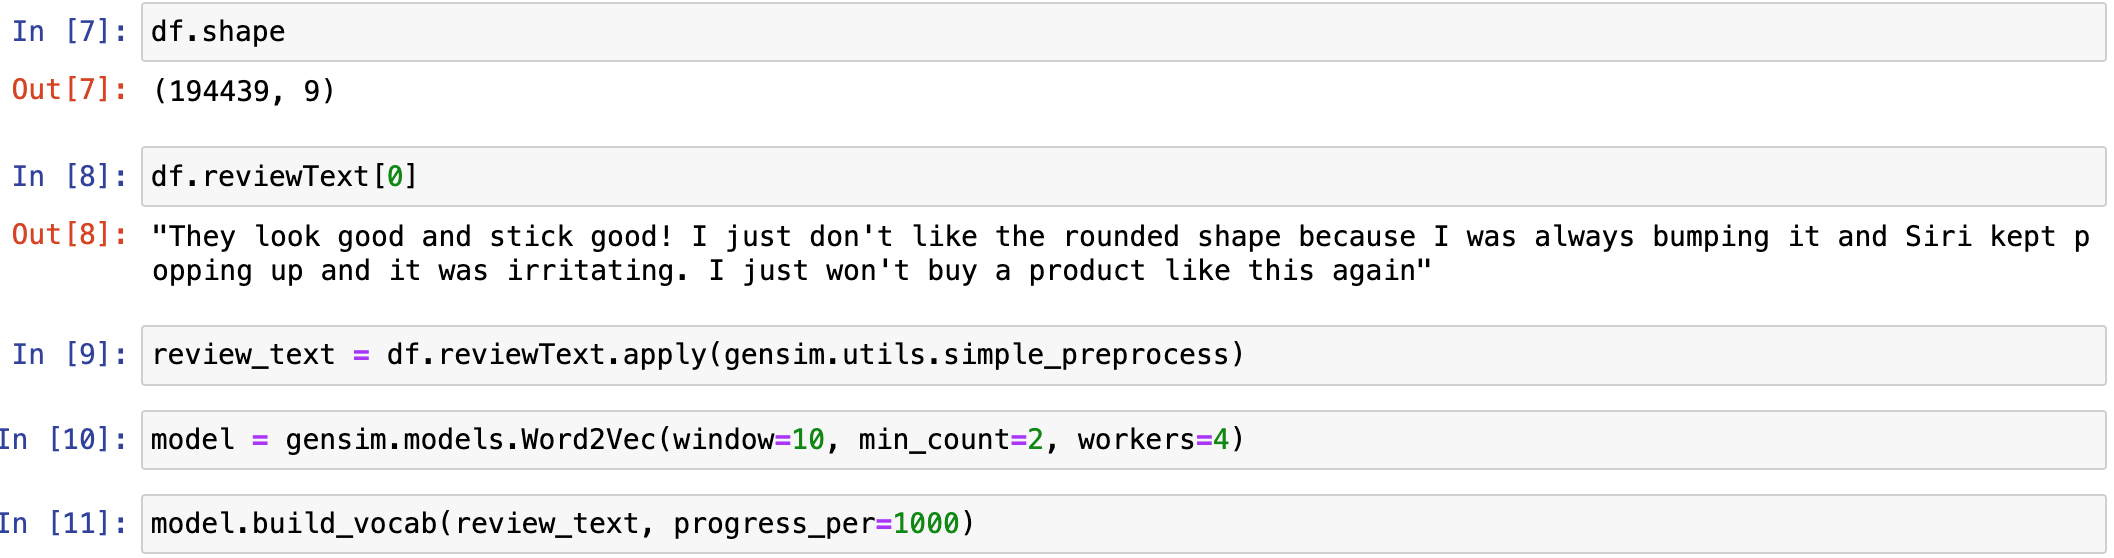 In [7]: df.shape
Out[7]: (194439, 9)
In [8]: df.reviewText[0]
Out[8]: "They look good and stick good! I just don't like the rounded shape because I was always bumping it and Siri kept p
opping up and it was irritating. I just won't buy a product like this again"
In [9]: review_text = df.reviewText.apply(gensim.utils.simple_preprocess)
In [10]: model = gensim.models.Word2Vec(window=10, min_count=2, workers=4)
In [11]: model.build_vocab(review_text, progress_per=1000)